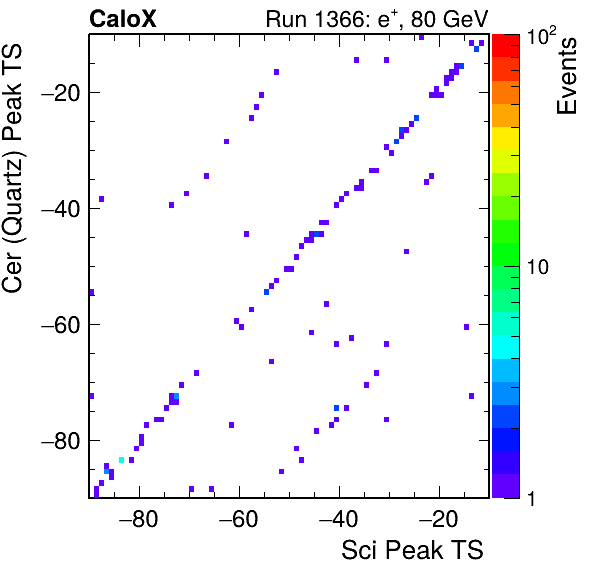 CaloX Run 1366: e⁺, 80 GeV
Cer (Quartz) Peak TS
−20
−40
−60
−80
−80 −60 −40 −20
Sci Peak TS
10²
10
1
Events